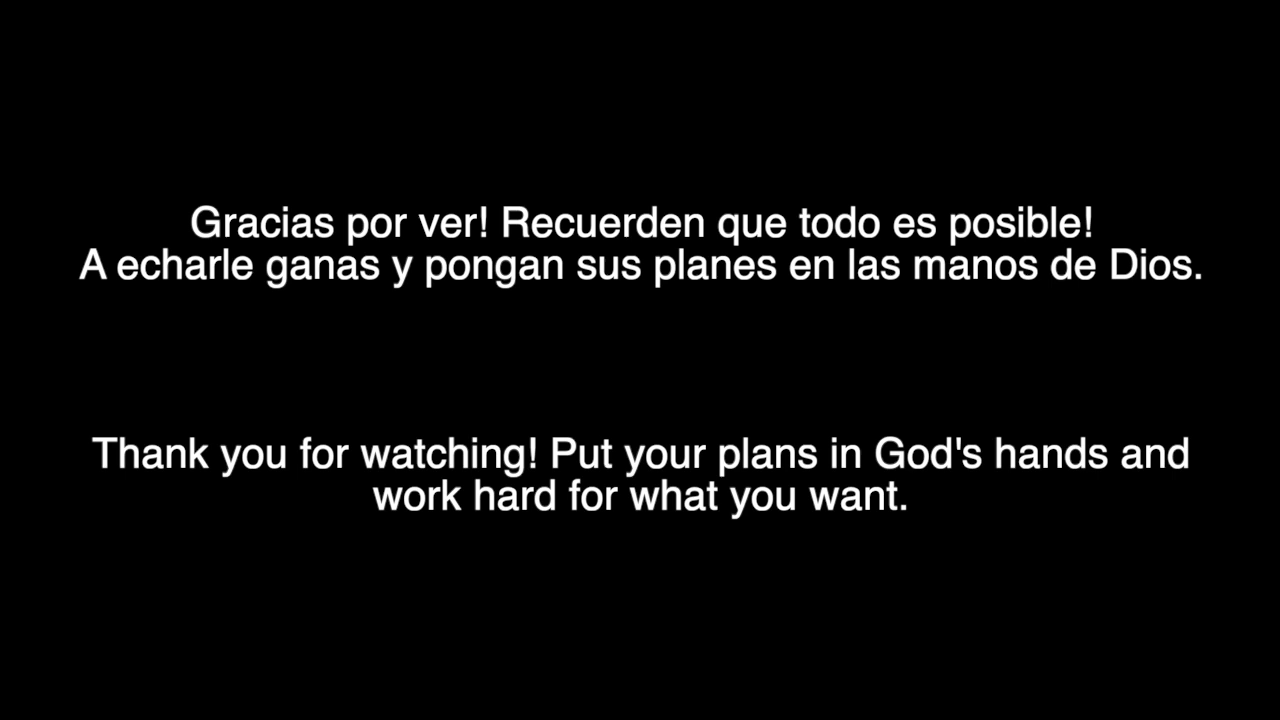 Gracias por ver! Recuerden que todo es posible!
A echarle ganas y pongan sus planes en las manos de Dios.
Thank you for watching! Put your plans in God's hands and
work hard for what you want.